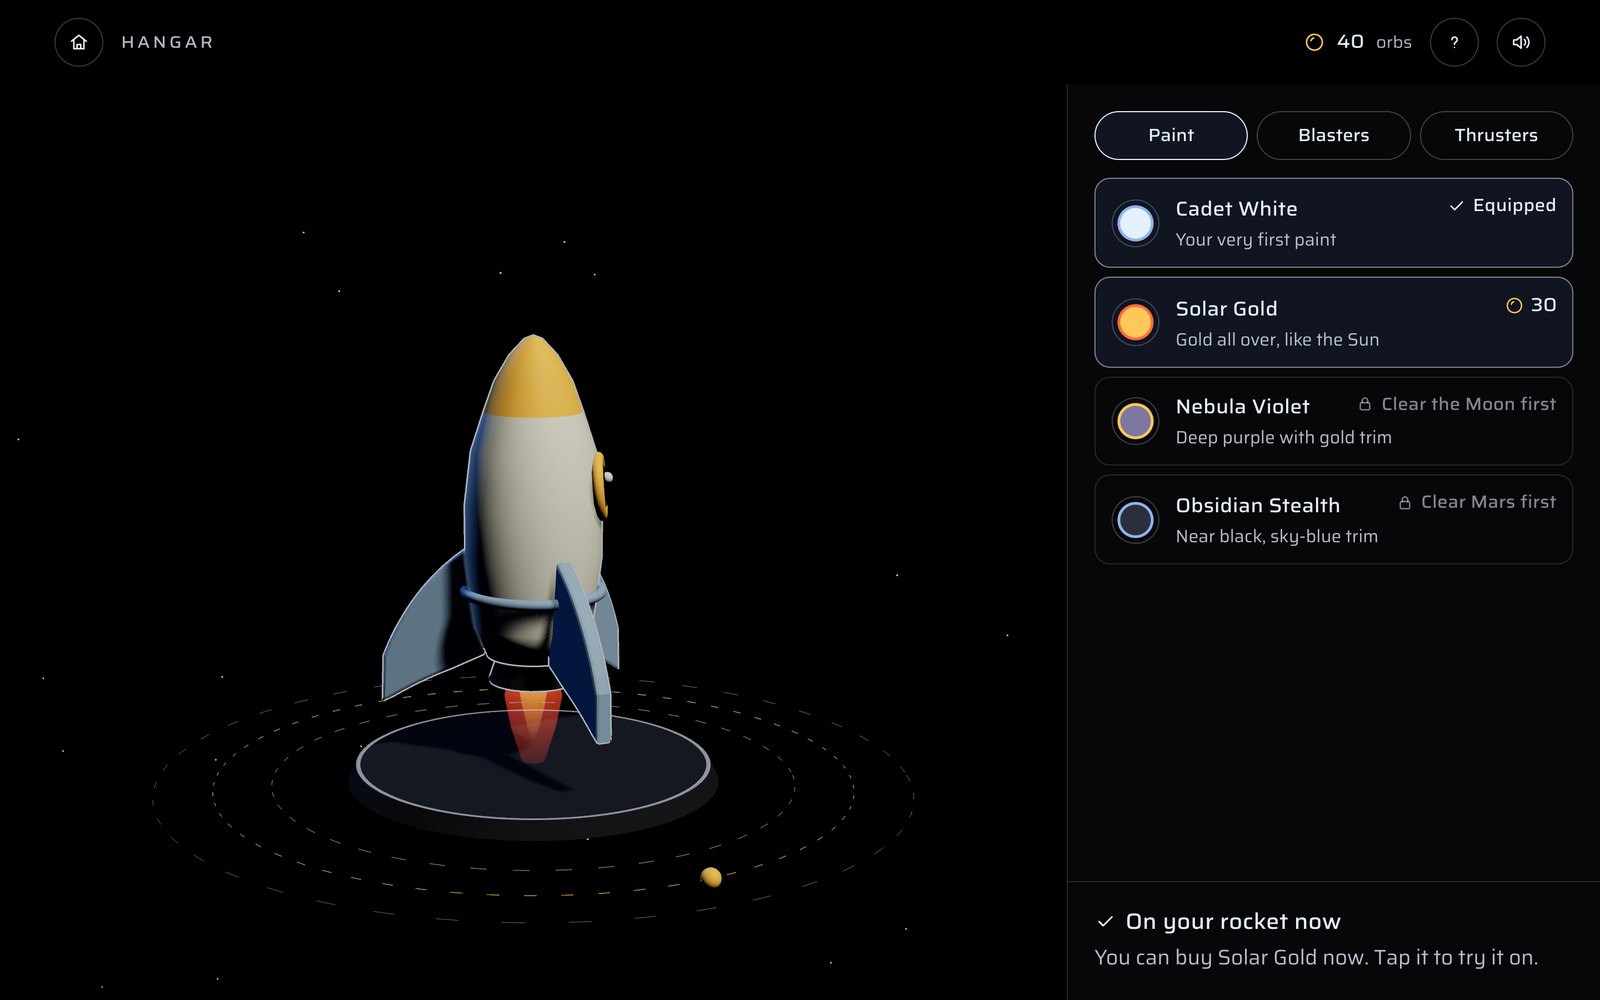 HANGAR
40 orbs
?
Paint
Blasters
Thrusters
Cadet White
Equipped
Your very first paint
Solar Gold
30
Gold all over, like the Sun
Nebula Violet
Clear the Moon first
Deep purple with gold trim
Obsidian Stealth
Clear Mars first
Near black, sky-blue trim
On your rocket now
You can buy Solar Gold now. Tap it to try it on.